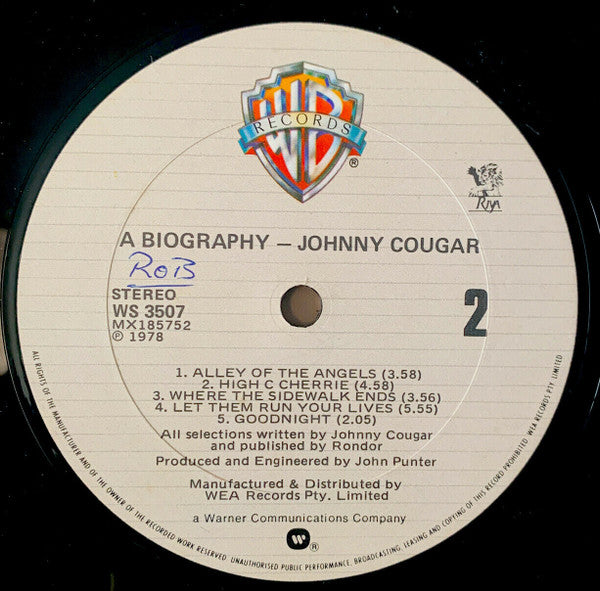 WB
RECORDS
®
Riva
A BIOGRAPHY – JOHNNY COUGAR
RoB
STEREO
WS 3507
MX185752
℗ 1978
2
1. ALLEY OF THE ANGELS (3.58)
2. HIGH C CHERRIE (4.58)
3. WHERE THE SIDEWALK ENDS (3.56)
4. LET THEM RUN YOUR LIVES (5.55)
5. GOODNIGHT (2.05)
All selections written by Johnny Cougar
and published by Rondor
Produced and Engineered by John Punter
Manufactured & Distributed by
WEA Records Pty. Limited
a Warner Communications Company
®
ALL RIGHTS OF THE MANUFACTURER AND OF THE OWNER OF THE RECORDED WORK RESERVED. UNAUTHORISED PUBLIC PERFORMANCE, BROADCASTING, LEASING AND COPYING OF THIS RECORD PROHIBITED. WEA RECORDS PTY. LIMITED